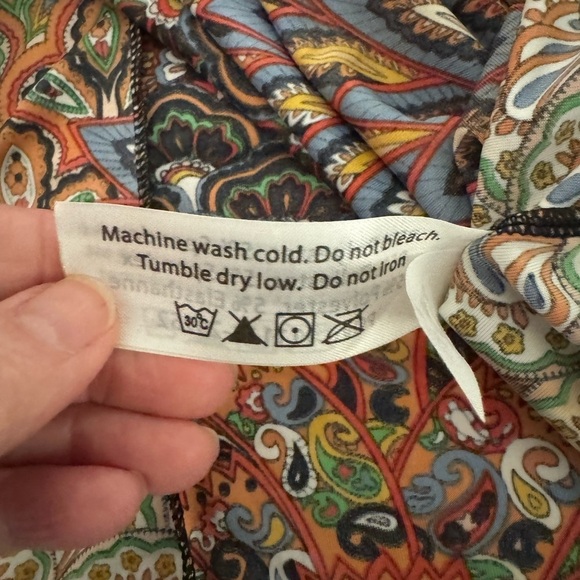 Machine wash cold. Do not bleach.
Tumble dry low. Do not Iron
30°C